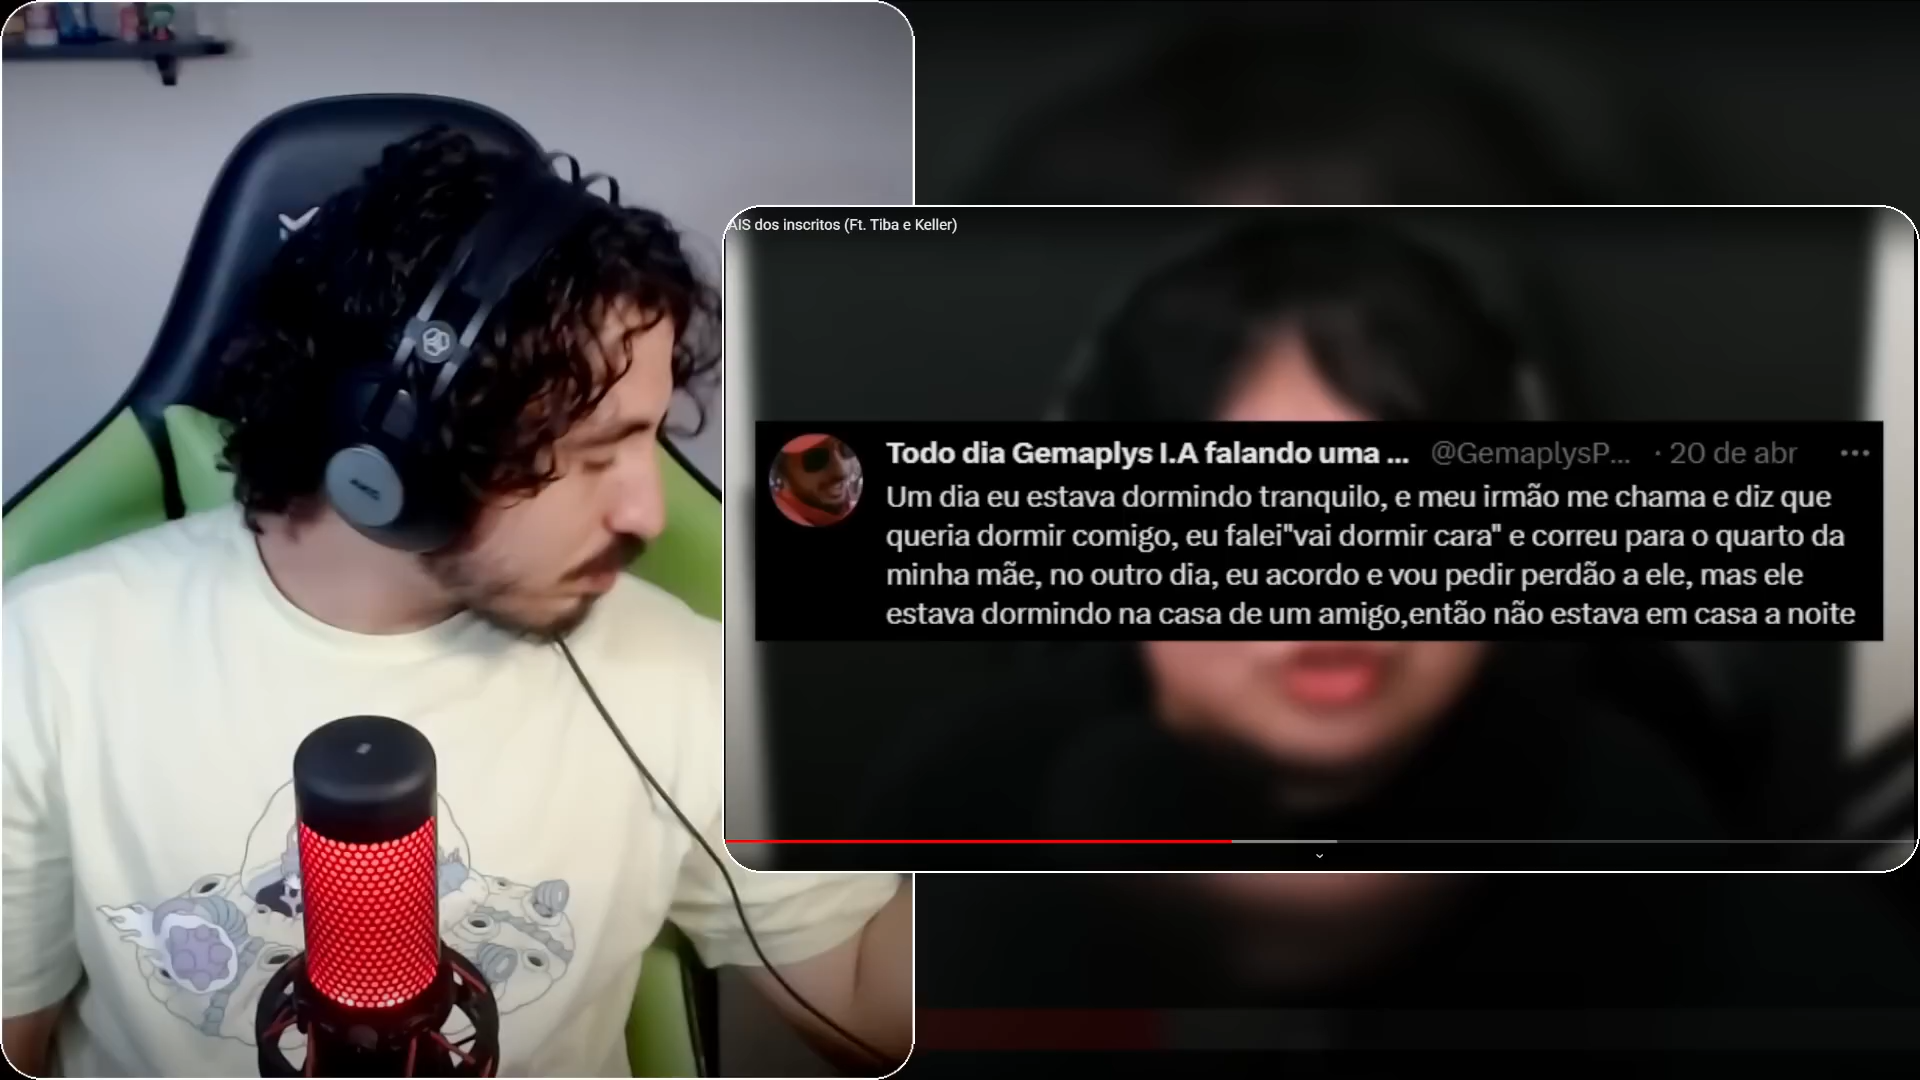 AIS dos inscritos (Ft. Tiba e Keller)
Todo dia Gemaplys I.A falando uma ... @GemaplysP... · 20 de abr
Um dia eu estava dormindo tranquilo, e meu irmão me chama e diz que
queria dormir comigo, eu falei"vai dormir cara" e correu para o quarto da
minha mãe, no outro dia, eu acordo e vou pedir perdão a ele, mas ele
estava dormindo na casa de um amigo,então não estava em casa a noite
AKG